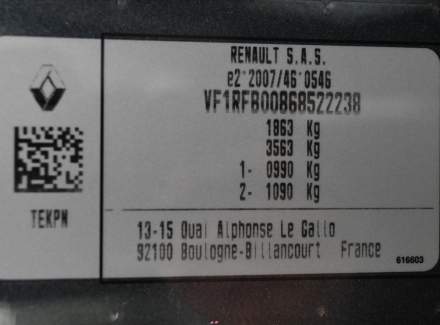 RENAULT S.A.S.
e2*2007/46*0546
VF1RFB00868522238
1863 Kg
3563 Kg
1- 0990 Kg
2- 1090 Kg
TEKPN
13-15 Quai Alphonse Le Gallo
92100 Boulogne-Billancourt France
616603